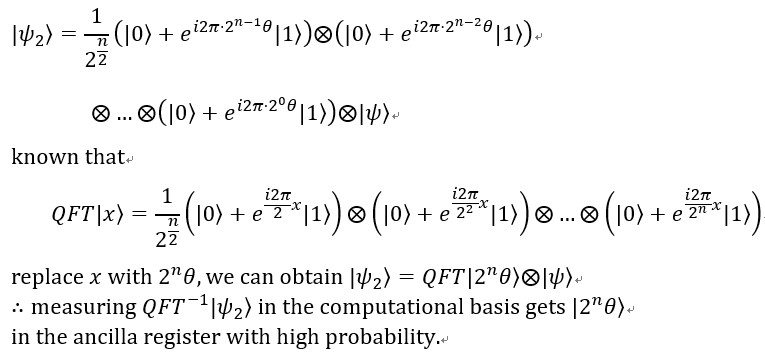 |ψ₂⟩ = 1/2^(n/2) (|0⟩ + e^(i2π·2^(n−1)θ)|1⟩)⊗(|0⟩ + e^(i2π·2^(n−2)θ)|1⟩)↵
⊗ … ⊗(|0⟩ + e^(i2π·2^0θ)|1⟩)⊗|ψ⟩↵
known that↵
QFT|x⟩ = 1/2^(n/2) (|0⟩ + e^((i2π/2)x)|1⟩) ⊗ (|0⟩ + e^((i2π/2^2)x)|1⟩) ⊗ … ⊗ (|0⟩ + e^((i2π/2^n)x)|1⟩)
replace x with 2ⁿθ, we can obtain |ψ₂⟩ = QFT|2ⁿθ⟩⊗|ψ⟩↵
∴ measuring QFT⁻¹|ψ₂⟩ in the computational basis gets |2ⁿθ⟩
in the ancilla register with high probability.↵